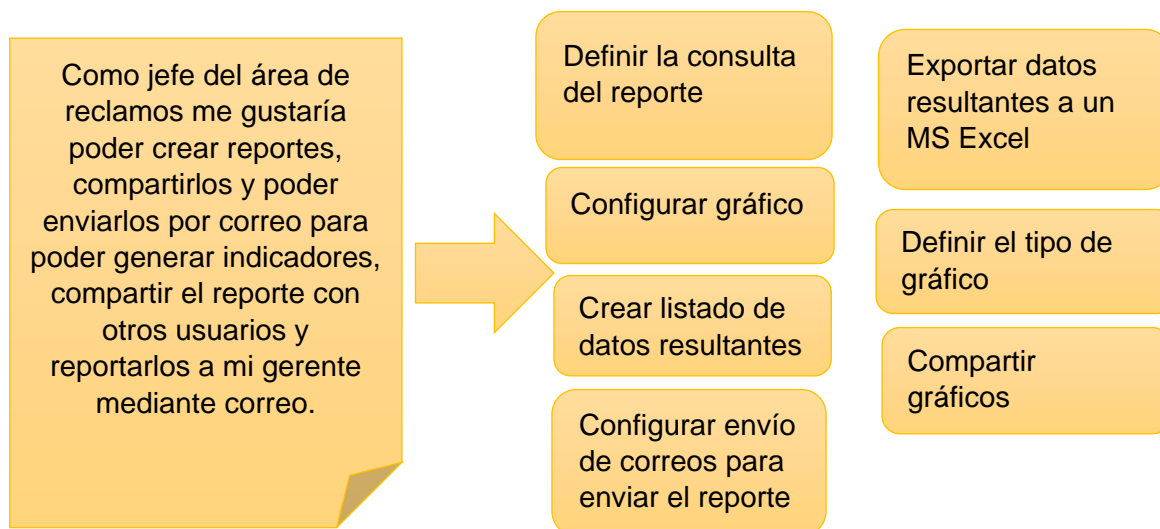 Como jefe del área de
reclamos me gustaría
poder crear reportes,
compartirlos y poder
enviarlos por correo para
poder generar indicadores,
compartir el reporte con
otros usuarios y
reportarlos a mi gerente
mediante correo.
Definir la consulta
del reporte
Configurar gráfico
Crear listado de
datos resultantes
Configurar envío
de correos para
enviar el reporte
Exportar datos
resultantes a un
MS Excel
Definir el tipo de
gráfico
Compartir
gráficos